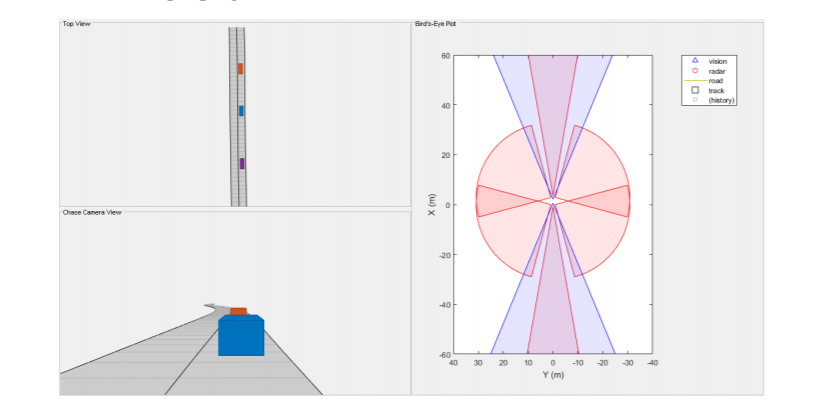 Top View
Bird's-Eye Plot
Chase Camera View
60
40
20
0
-20
-40
-60
X (m)
40
30
20
10
0
-10
-20
-30
-40
Y (m)
vision
radar
road
track
(history)